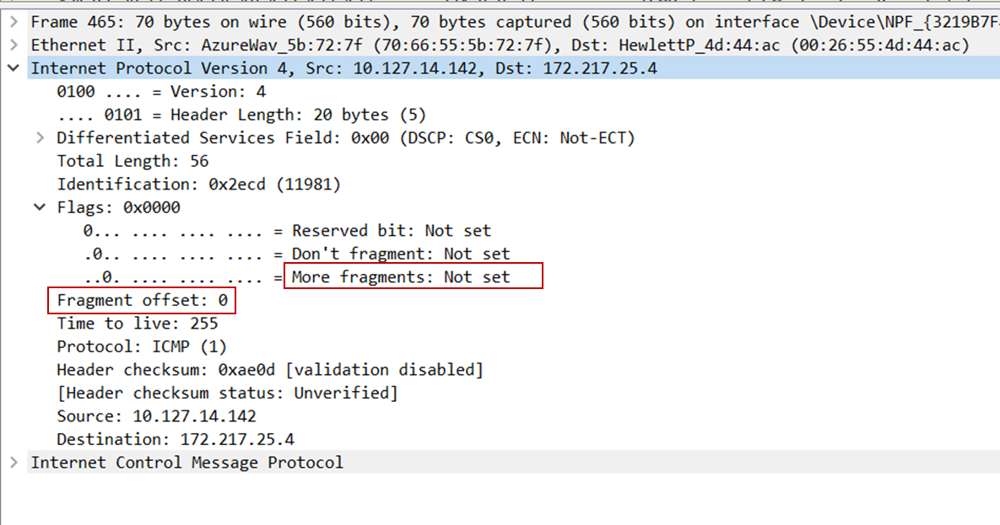 Frame 465: 70 bytes on wire (560 bits), 70 bytes captured (560 bits) on interface \Device\NPF_{3219B7F
Ethernet II, Src: AzureWav_5b:72:7f (70:66:55:5b:72:7f), Dst: HewlettP_4d:44:ac (00:26:55:4d:44:ac)
Internet Protocol Version 4, Src: 10.127.14.142, Dst: 172.217.25.4
0100 .... = Version: 4
.... 0101 = Header Length: 20 bytes (5)
Differentiated Services Field: 0x00 (DSCP: CS0, ECN: Not-ECT)
Total Length: 56
Identification: 0x2ecd (11981)
Flags: 0x0000
0... .... .... .... = Reserved bit: Not set
.0.. .... .... .... = Don't fragment: Not set
..0. .... .... .... = More fragments: Not set
Fragment offset: 0
Time to live: 255
Protocol: ICMP (1)
Header checksum: 0xae0d [validation disabled]
[Header checksum status: Unverified]
Source: 10.127.14.142
Destination: 172.217.25.4
Internet Control Message Protocol